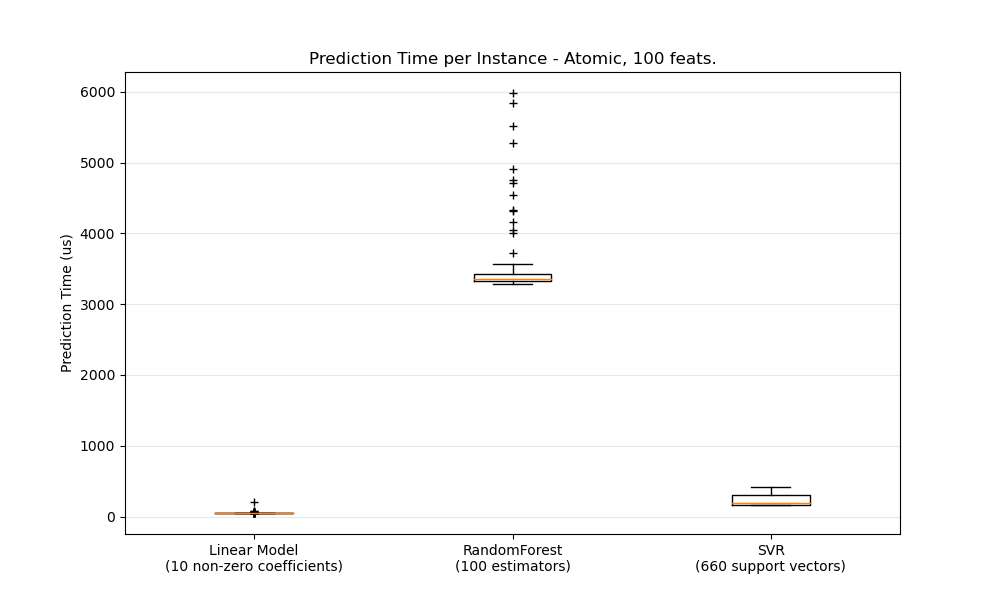 Prediction Time per Instance - Atomic, 100 feats.
Prediction Time (us)
6000
5000
4000
3000
2000
1000
0
Linear Model
(10 non-zero coefficients)
RandomForest
(100 estimators)
SVR
(660 support vectors)